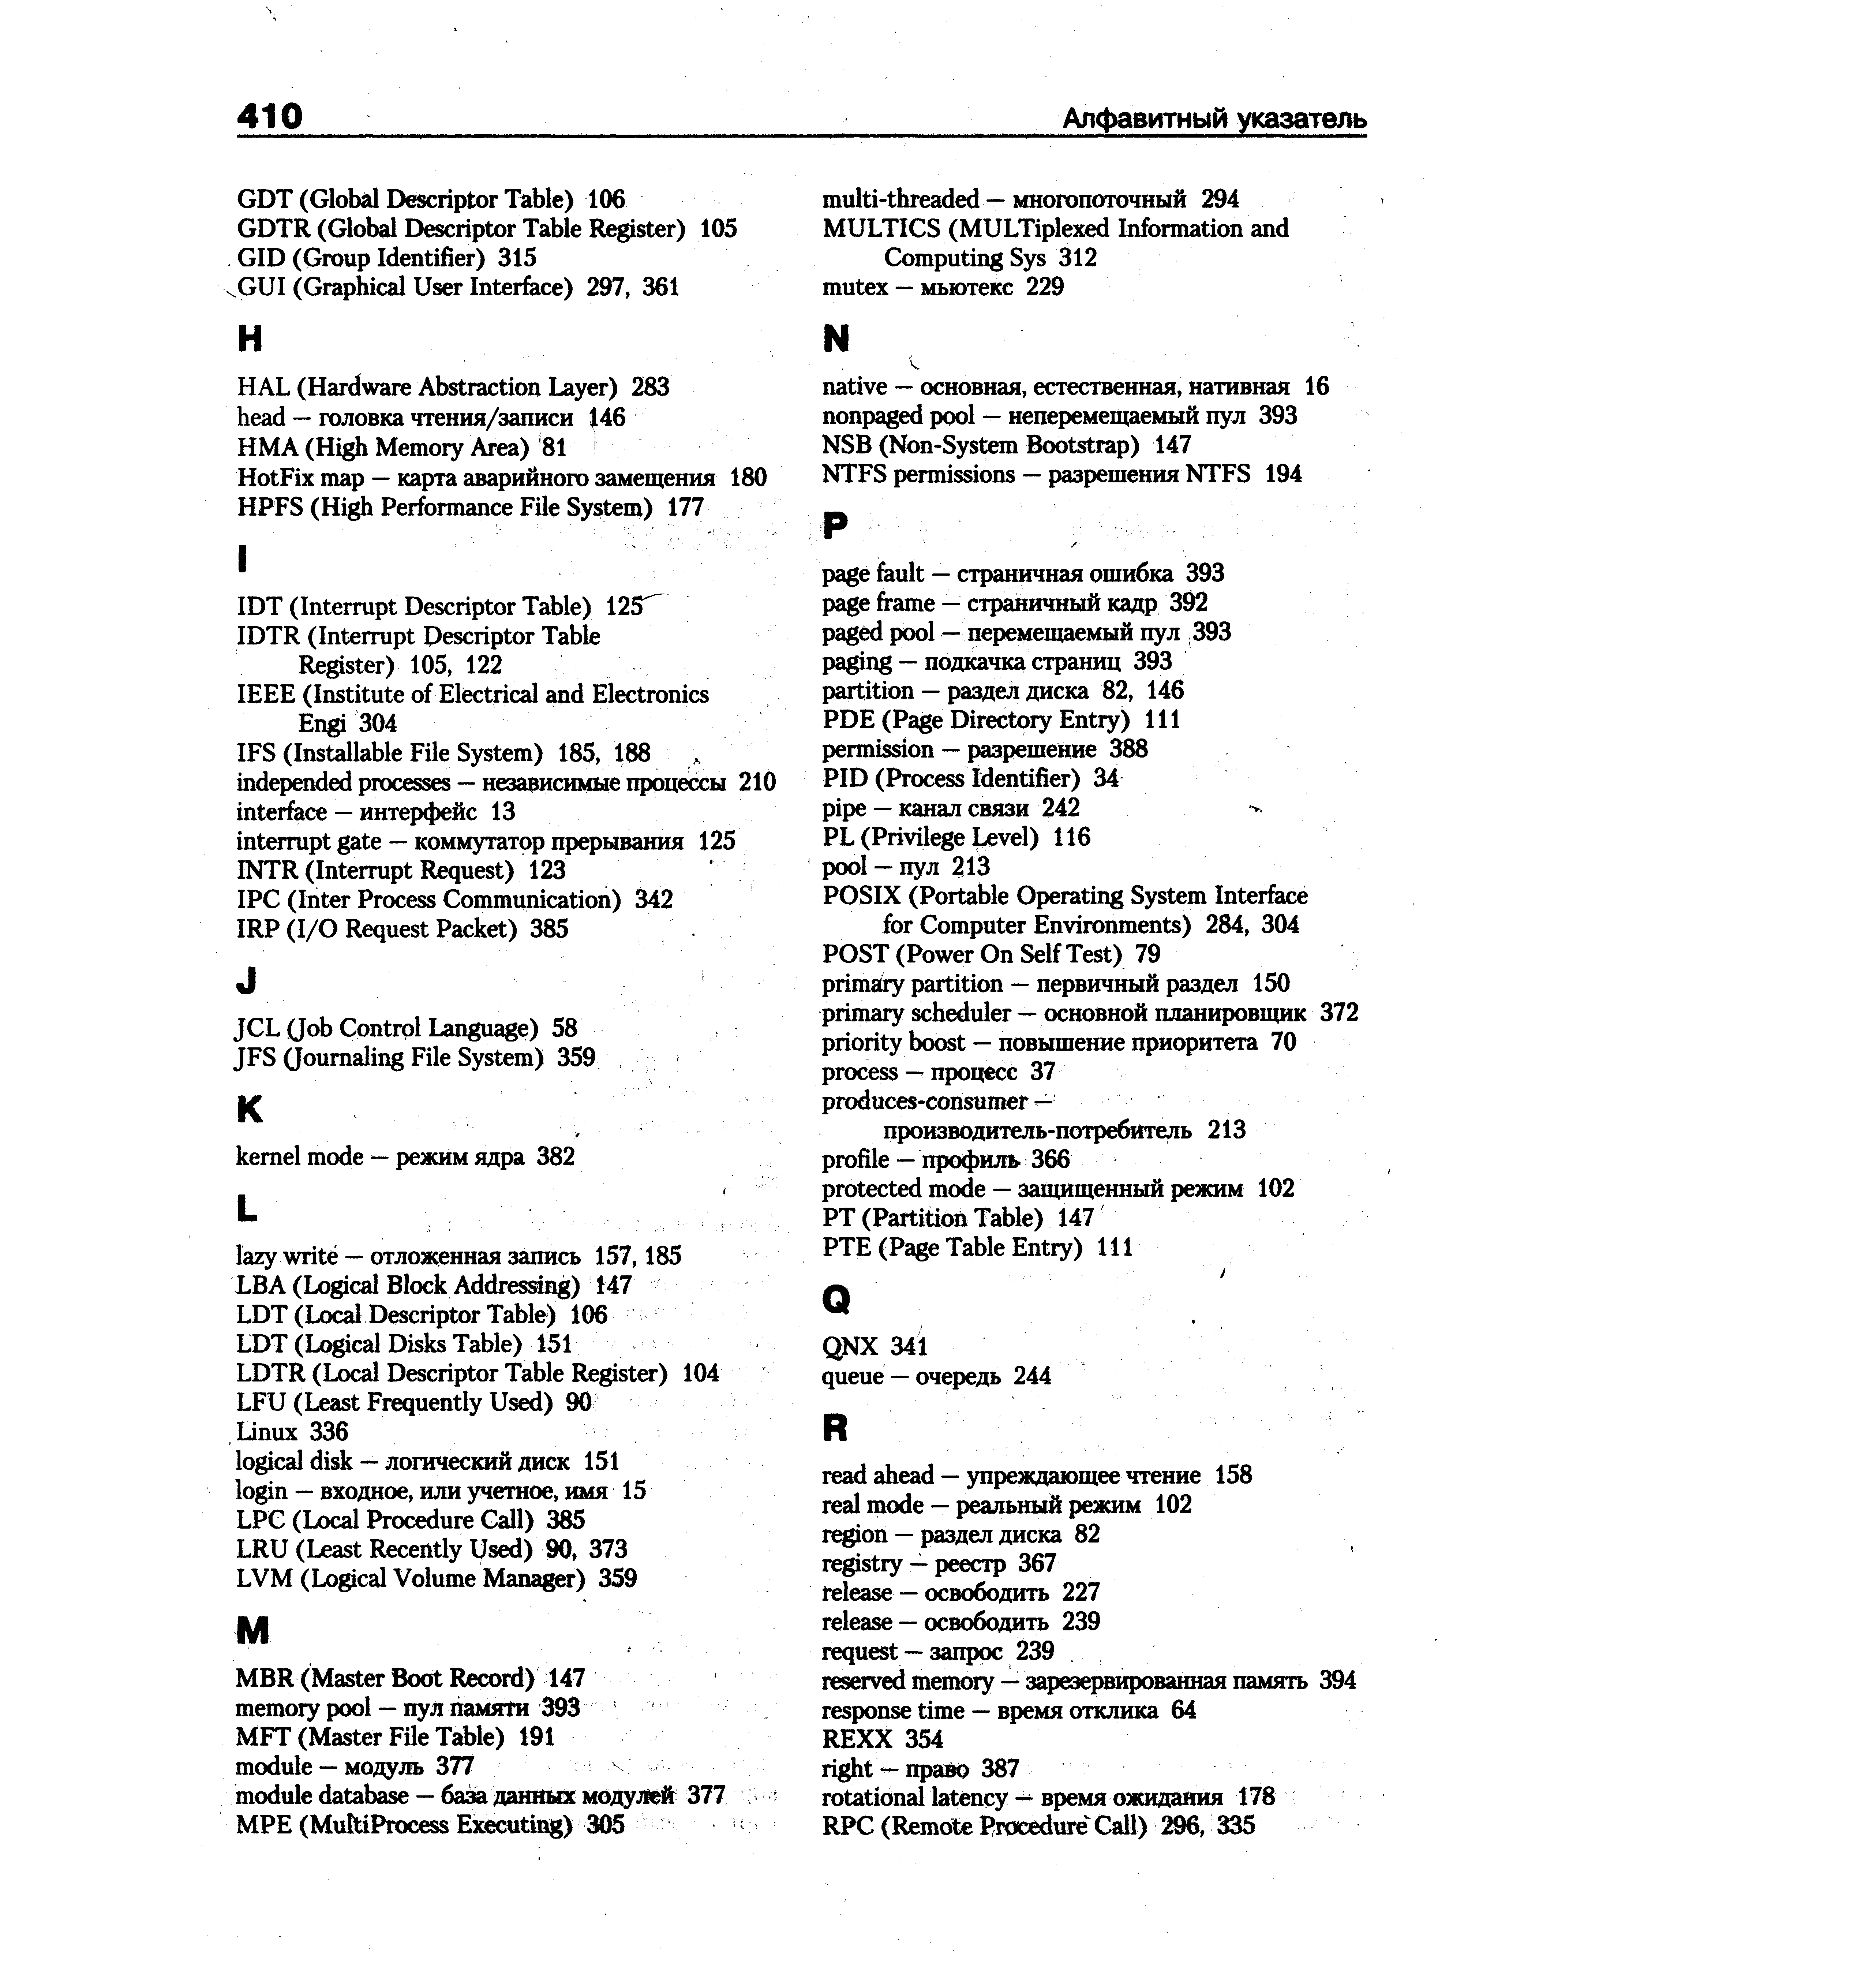 410
Алфавитный указатель
GDT (Global Descriptor Table) 106
GDTR (Global Descriptor Table Register) 105
GID (Group Identifier) 315
GUI (Graphical User Interface) 297, 361
H
HAL (Hardware Abstraction Layer) 283
head — головка чтения/записи 146
HMA (High Memory Area) 81
HotFix map — карта аварийного замещения 180
HPFS (High Performance File System) 177
I
IDT (Interrupt Descriptor Table) 125
IDTR (Interrupt Descriptor Table
Register) 105, 122
IEEE (Institute of Electrical and Electronics
Engi 304
IFS (Installable File System) 185, 188
independed processes — независимые процессы 210
interface — интерфейс 13
interrupt gate — коммутатор прерывания 125
INTR (Interrupt Request) 123
IPC (Inter Process Communication) 342
IRP (I/O Request Packet) 385
J
JCL (Job Control Language) 58
JFS (Journaling File System) 359
K
kernel mode — режим ядра 382
L
lazy write — отложенная запись 157, 185
LBA (Logical Block Addressing) 147
LDT (Local Descriptor Table) 106
LDT (Logical Disks Table) 151
LDTR (Local Descriptor Table Register) 104
LFU (Least Frequently Used) 90
Linux 336
logical disk — логический диск 151
login — входное, или учетное, имя 15
LPC (Local Procedure Call) 385
LRU (Least Recently Used) 90, 373
LVM (Logical Volume Manager) 359
M
MBR (Master Boot Record) 147
memory pool — пул памяти 393
MFT (Master File Table) 191
module — модуль 377
module database — база данных модулей 377
MPE (MultiProcess Executing) 305
multi-threaded — многопоточный 294
MULTICS (MULTiplexed Information and
Computing Sys 312
mutex — мьютекс 229
N
native — основная, естественная, нативная 16
nonpaged pool — неперемещаемый пул 393
NSB (Non-System Bootstrap) 147
NTFS permissions — разрешения NTFS 194
P
page fault — страничная ошибка 393
page frame — страничный кадр 392
paged pool — перемещаемый пул 393
paging — подкачка страниц 393
partition — раздел диска 82, 146
PDE (Page Directory Entry) 111
permission — разрешение 388
PID (Process Identifier) 34
pipe — канал связи 242
PL (Privilege Level) 116
pool — пул 213
POSIX (Portable Operating System Interface
for Computer Environments) 284, 304
POST (Power On Self Test) 79
primary partition — первичный раздел 150
primary scheduler — основной планировщик 372
priority boost — повышение приоритета 70
process — процесс 37
produces-consumer —
производитель-потребитель 213
profile — профиль 366
protected mode — защищенный режим 102
PT (Partition Table) 147
PTE (Page Table Entry) 111
Q
QNX 341
queue — очередь 244
R
read ahead — упреждающее чтение 158
real mode — реальный режим 102
region — раздел диска 82
registry — реестр 367
release — освободить 227
release — освободить 239
request — запрос 239
reserved memory — зарезервированная память 394
response time — время отклика 64
REXX 354
right — право 387
rotational latency — время ожидания 178
RPC (Remote Procedure Call) 296, 335